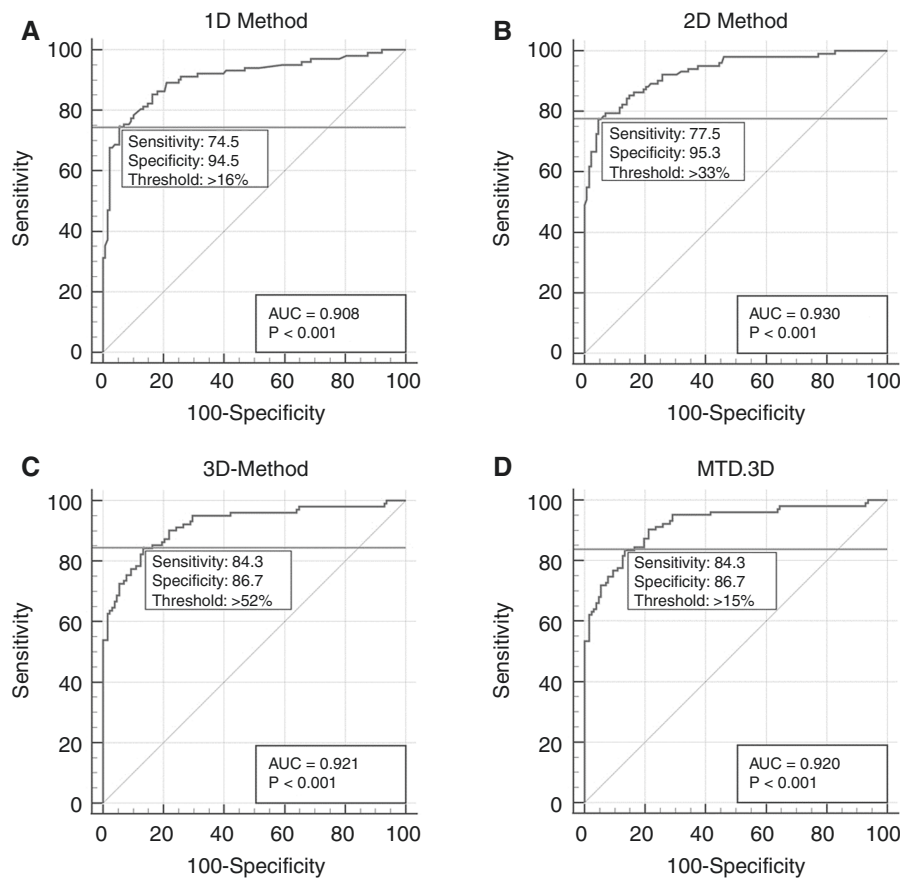 A
1D Method
100
80
60
40
20
0
Sensitivity
Sensitivity: 74.5
Specificity: 94.5
Threshold: >16%
AUC = 0.908
P < 0.001
0 20 40 60 80 100
100-Specificity
B
2D Method
100
80
60
40
20
0
Sensitivity
Sensitivity: 77.5
Specificity: 95.3
Threshold: >33%
AUC = 0.930
P < 0.001
0 20 40 60 80 100
100-Specificity
C
3D-Method
100
80
60
40
20
0
Sensitivity
Sensitivity: 84.3
Specificity: 86.7
Threshold: >52%
AUC = 0.921
P < 0.001
0 20 40 60 80 100
100-Specificity
D
MTD.3D
100
80
60
40
20
0
Sensitivity
Sensitivity: 84.3
Specificity: 86.7
Threshold: >15%
AUC = 0.920
P < 0.001
0 20 40 60 80 100
100-Specificity